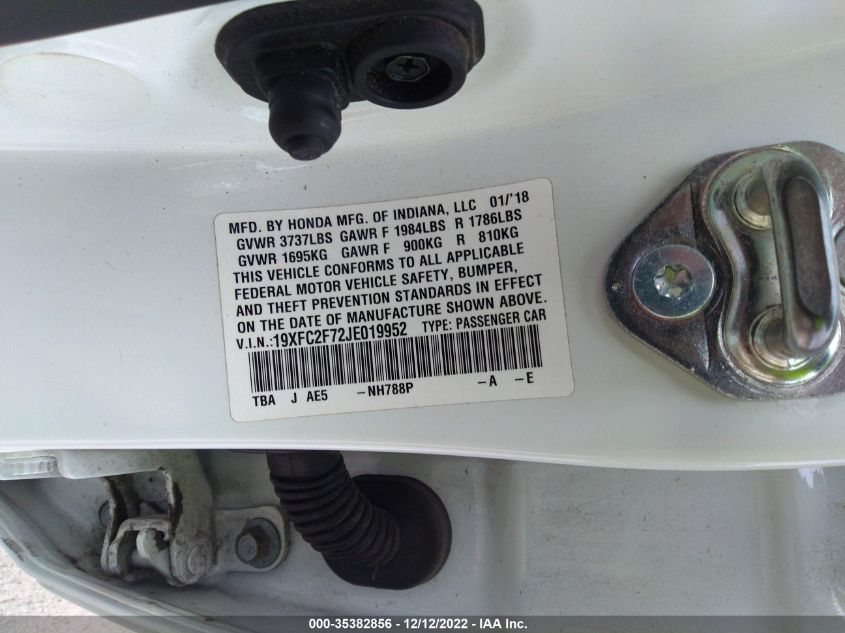 MFD. BY HONDA MFG. OF INDIANA, LLC 01/'18
GVWR 3737LBS GAWR F 1984LBS R 1786LBS
GVWR 1695KG GAWR F 900KG R 810KG
THIS VEHICLE CONFORMS TO ALL APPLICABLE
FEDERAL MOTOR VEHICLE SAFETY, BUMPER,
AND THEFT PREVENTION STANDARDS IN EFFECT
ON THE DATE OF MANUFACTURE SHOWN ABOVE.
V.I.N.:19XFC2F72JE019952 TYPE: PASSENGER CAR
TBA J AE5 -NH788P -A -E
000-35382856 - 12/12/2022 - IAA Inc.